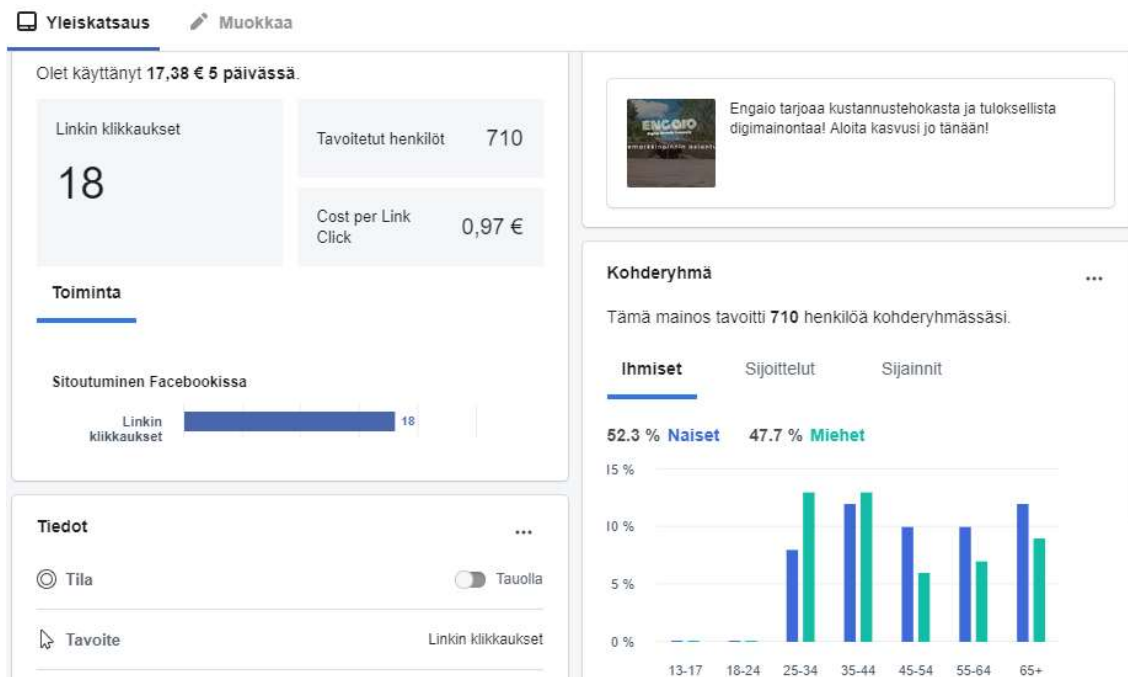 Yleiskatsaus
Muokkaa
Olet käyttänyt 17,38 € 5 päivässä.
Linkin klikkaukset
18
Tavoitetut henkilöt 710
Cost per Link
Click
0,97 €
Toiminta
Sitoutuminen Facebookissa
Linkin
klikkaukset
18
Tiedot
Tila
Tauolla
Tavoite
Linkin klikkaukset
ENGAIO
Engaio tarjoaa kustannustehokasta ja tuloksellista
digimainontaa! Aloita kasvusi jo tänään!
Kohderyhmä
Tämä mainos tavoitti 710 henkilöä kohderyhmässäsi.
Ihmiset
Sijoittelut
Sijainnit
52.3 % Naiset 47.7 % Miehet
15 %
10 %
5 %
0 %
13-17 18-24 25-34 35-44 45-54 55-64 65+